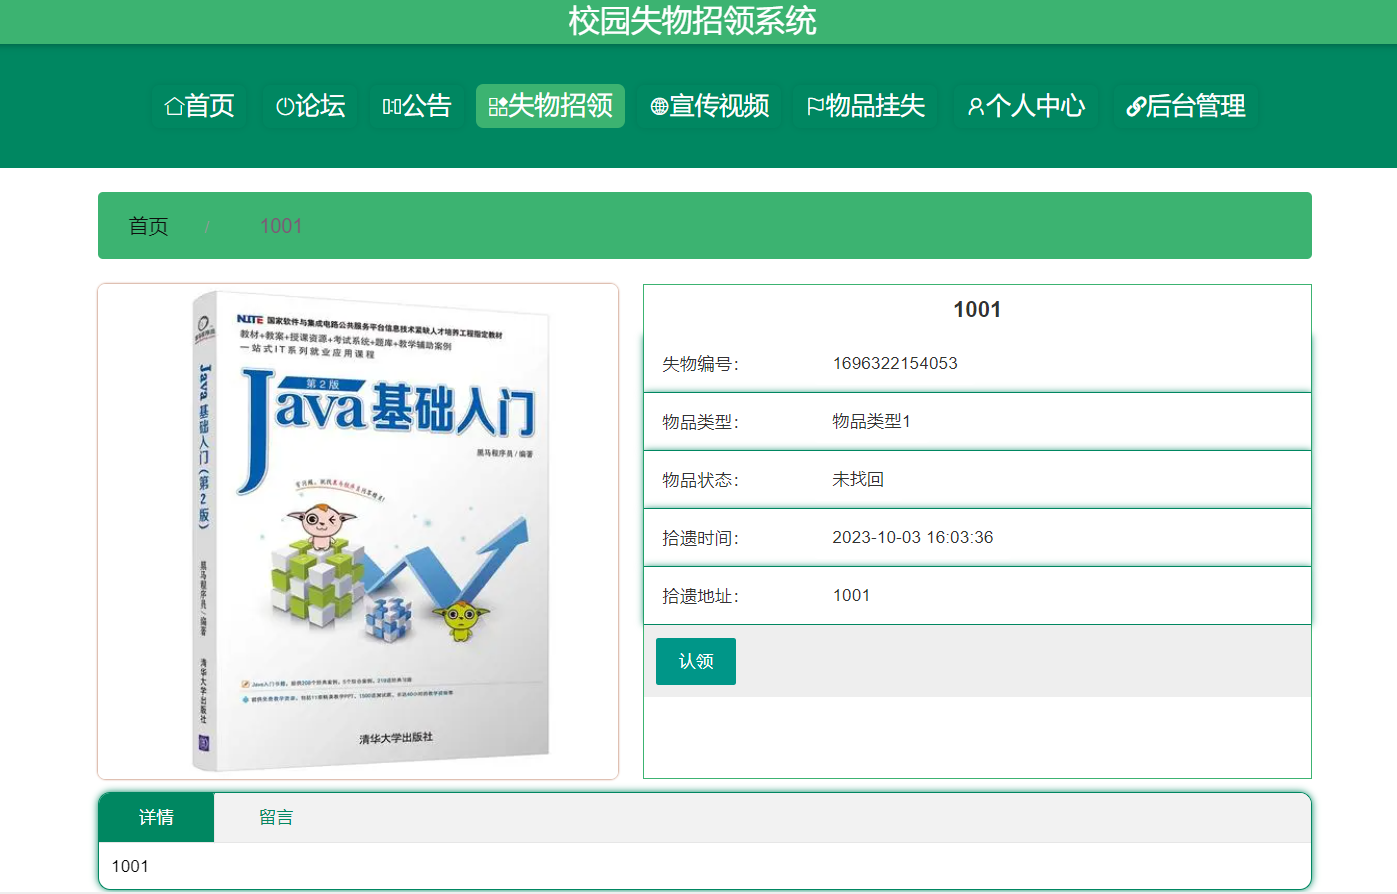 校园失物招领系统
首页 论坛 公告 失物招领 宣传视频 物品挂失 个人中心 后台管理
首页 / 1001
NITE 国家软件与集成电路公共服务平台信息技术紧缺人才培养工程指定教材
教材+教案+授课资源+考试系统+题库+教学辅助案例
一站式IT系列就业应用课程
第2版
Java基础入门
黑马程序员/编著
清华大学出版社
Java基础入门(第2版)
黑马程序员/编著
清华大学出版社
1001
失物编号： 1696322154053
物品类型： 物品类型1
物品状态： 未找回
拾遗时间： 2023-10-03 16:03:36
拾遗地址： 1001
认领
详情 留言
1001